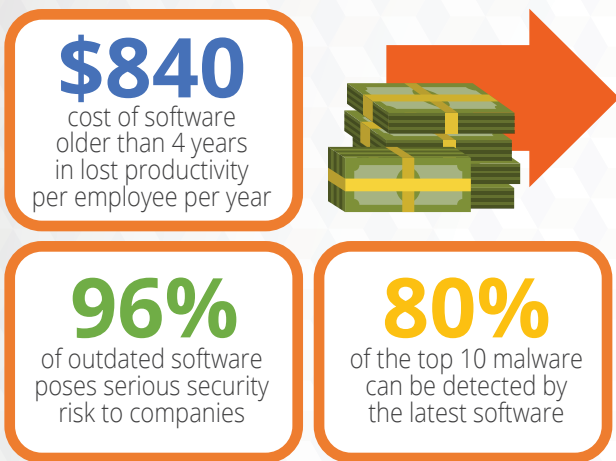 $840
cost of software
older than 4 years
in lost productivity
per employee per year
96%
of outdated software
poses serious security
risk to companies
80%
of the top 10 malware
can be detected by
the latest software